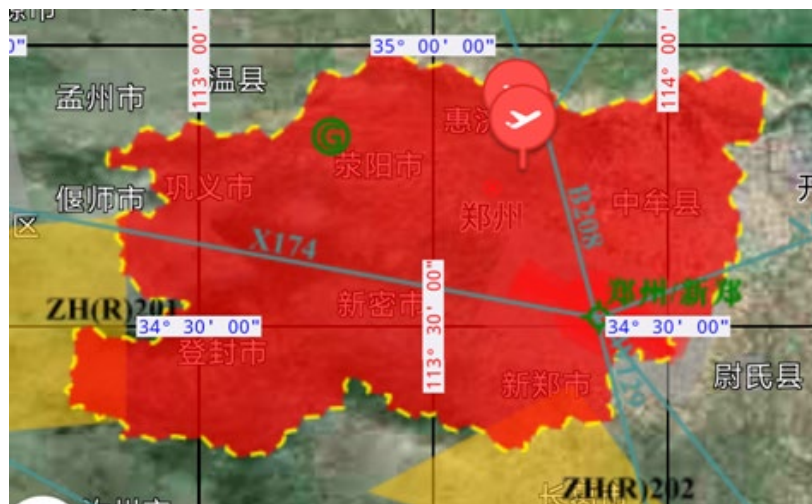 0"
113° 00'
35° 00' 00"
114° 00'
温县
孟州市
惠济
荥阳市
巩义市
偃师市
区
郑州
B208
中牟县
X174
郑州/新郑
ZH(R)201
34° 30' 00"
新密市
113° 30' 00"
34° 30' 00"
登封市
新郑市
尉氏县
ZH(R)202